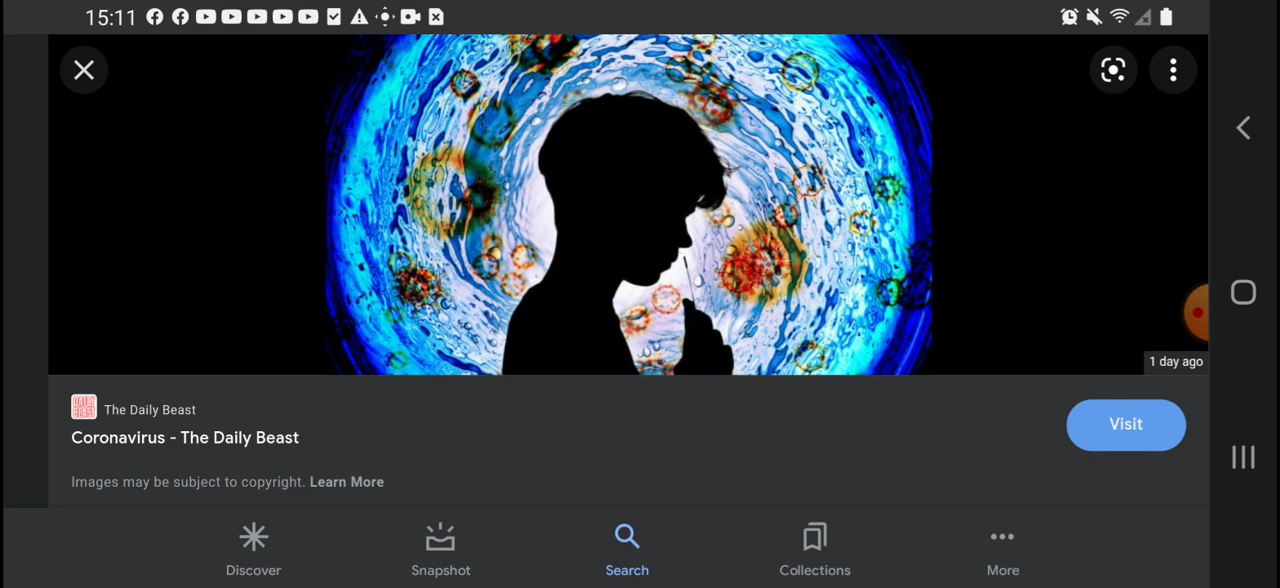 15:11
1 day ago
The Daily Beast
Coronavirus - The Daily Beast
Visit
Images may be subject to copyright. Learn More
Discover
Snapshot
Search
Collections
More